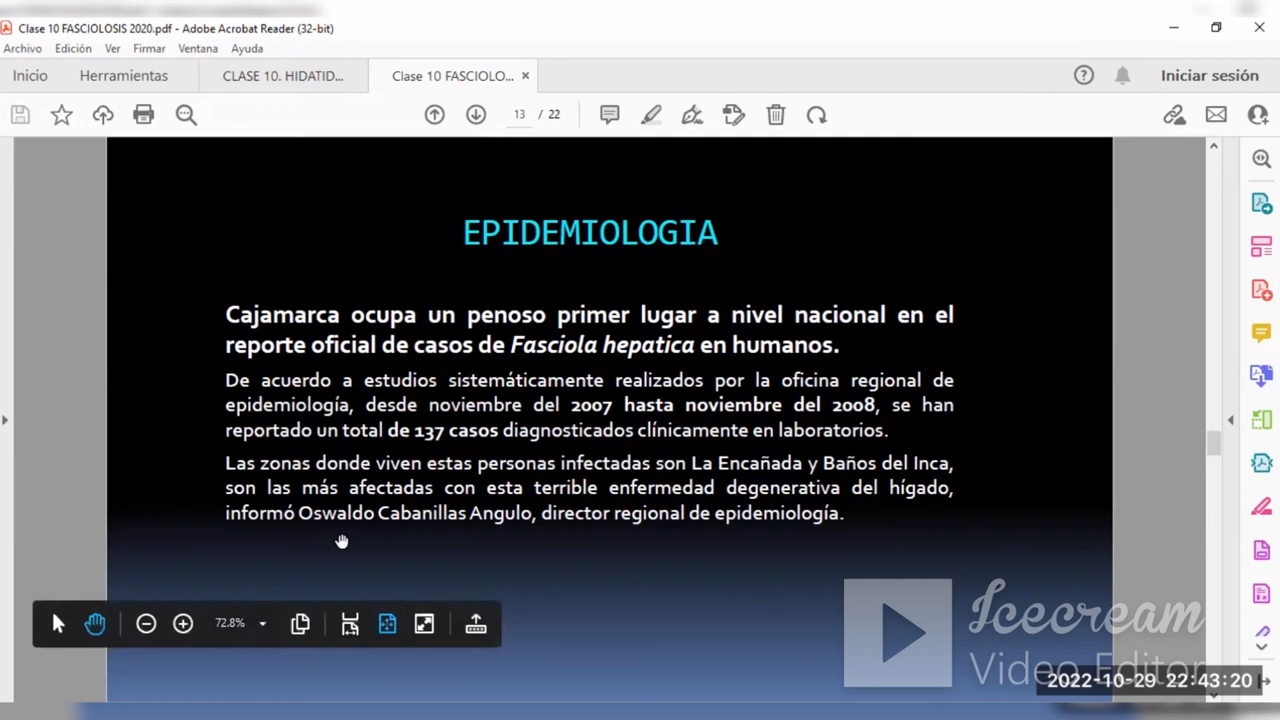 Clase 10 FASCIOLOSIS 2020.pdf - Adobe Acrobat Reader (32-bit)
Archivo Edición Ver Firmar Ventana Ayuda
Inicio Herramientas CLASE 10. HIDATID... Clase 10 FASCIOLO... × Iniciar sesión
13 / 22
EPIDEMIOLOGIA
Cajamarca ocupa un penoso primer lugar a nivel nacional en el
reporte oficial de casos de Fasciola hepatica en humanos.
De acuerdo a estudios sistemáticamente realizados por la oficina regional de
epidemiología, desde noviembre del 2007 hasta noviembre del 2008, se han
reportado un total de 137 casos diagnosticados clínicamente en laboratorios.
Las zonas donde viven estas personas infectadas son La Encañada y Baños del Inca,
son las más afectadas con esta terrible enfermedad degenerativa del hígado,
informó Oswaldo Cabanillas Angulo, director regional de epidemiología.
72.8%
Icecream
Video Editor
2022-10-29 22:43:20